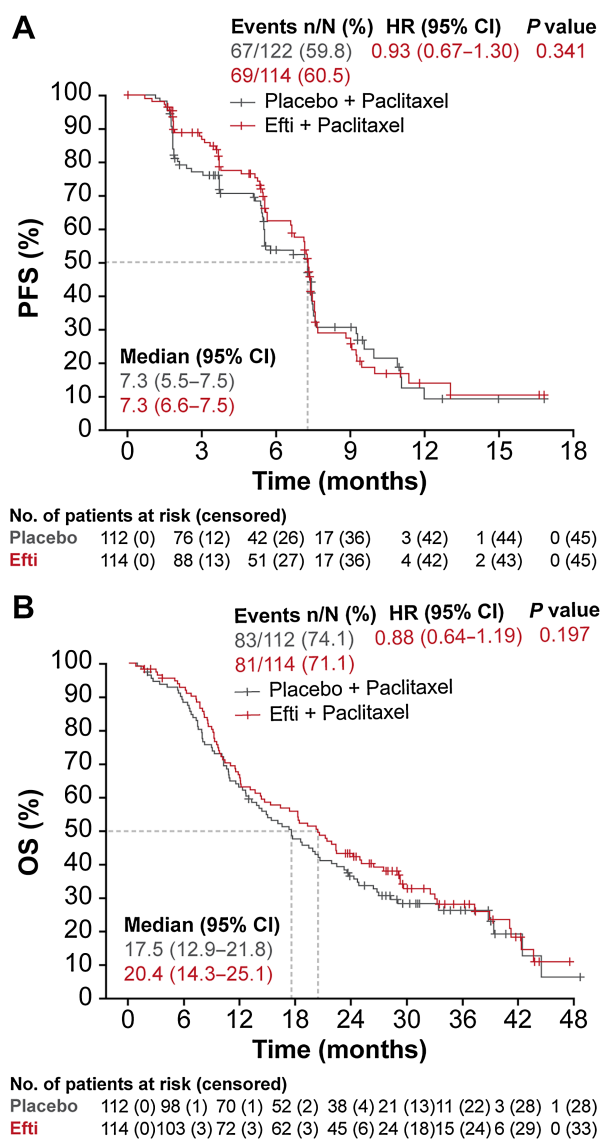 A
Events n/N (%) HR (95% CI) P value
67/122 (59.8) 0.93 (0.67–1.30) 0.341
69/114 (60.5)
Placebo + Paclitaxel
Efti + Paclitaxel
100
90
80
70
60
50
40
30
20
10
0
PFS (%)
Median (95% CI)
7.3 (5.5–7.5)
7.3 (6.6–7.5)
0 3 6 9 12 15 18
Time (months)
No. of patients at risk (censored)
Placebo 112 (0) 76 (12) 42 (26) 17 (36) 3 (42) 1 (44) 0 (45)
Efti 114 (0) 88 (13) 51 (27) 17 (36) 4 (42) 2 (43) 0 (45)
B
Events n/N (%) HR (95% CI) P value
83/112 (74.1) 0.88 (0.64–1.19) 0.197
81/114 (71.1)
Placebo + Paclitaxel
Efti + Paclitaxel
100
90
80
70
60
50
40
30
20
10
0
OS (%)
Median (95% CI)
17.5 (12.9–21.8)
20.4 (14.3–25.1)
0 6 12 18 24 30 36 42 48
Time (months)
No. of patients at risk (censored)
Placebo 112 (0) 98 (1) 70 (1) 52 (2) 38 (4) 21 (13) 11 (22) 3 (28) 1 (28)
Efti 114 (0) 103 (3) 72 (3) 62 (3) 45 (6) 24 (18) 15 (24) 6 (29) 0 (33)